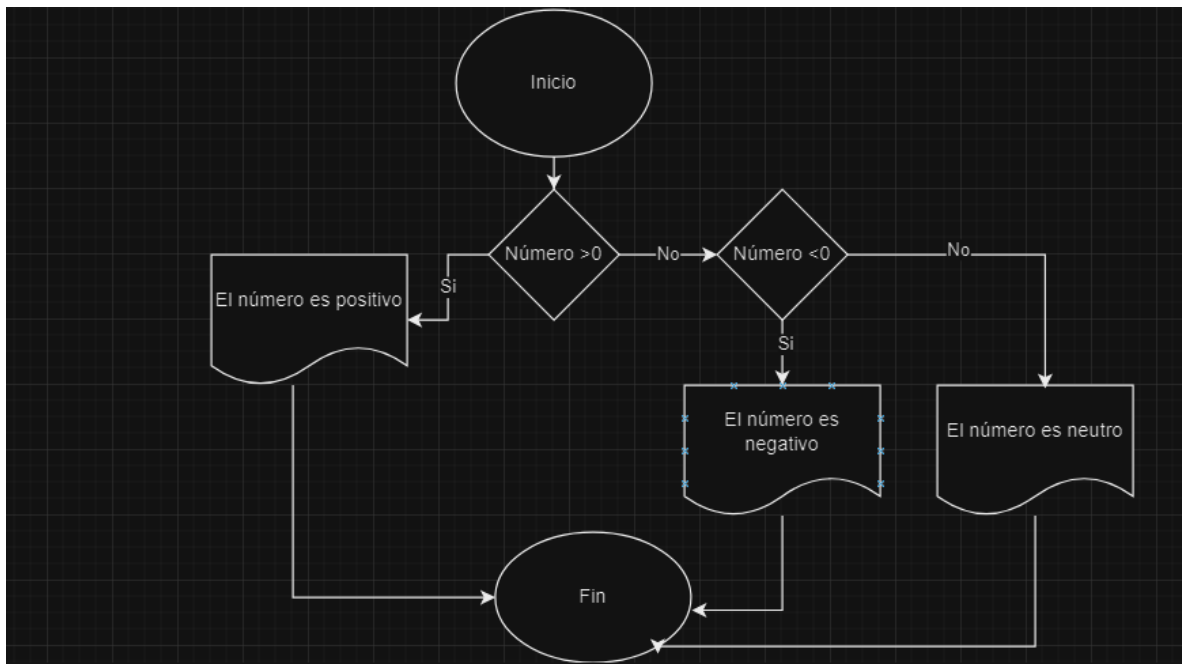 Inicio
Número >0
No
Número <0
No
Si
El número es positivo
Si
El número es
negativo
El número es neutro
Fin